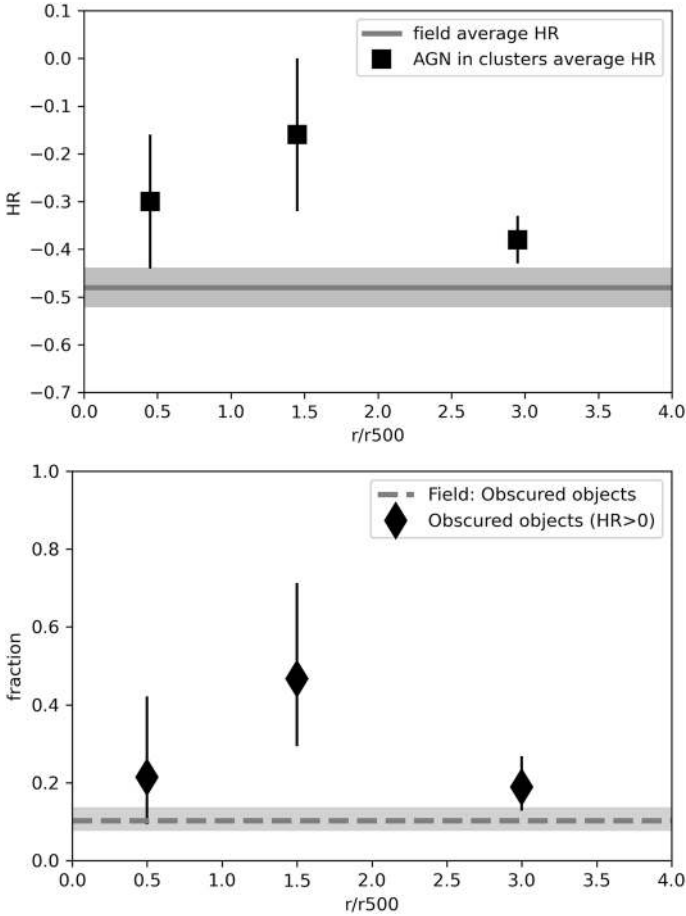 −0.1
0.0
−0.1
−0.2
−0.3
−0.4
−0.5
−0.6
−0.7
HR
field average HR
AGN in clusters average HR
0.0 0.5 1.0 1.5 2.0 2.5 3.0 3.5 4.0
r/r500
1.0
0.8
0.6
0.4
0.2
0.0
fraction
Field: Obscured objects
Obscured objects (HR>0)
0.0 0.5 1.0 1.5 2.0 2.5 3.0 3.5 4.0
r/r500